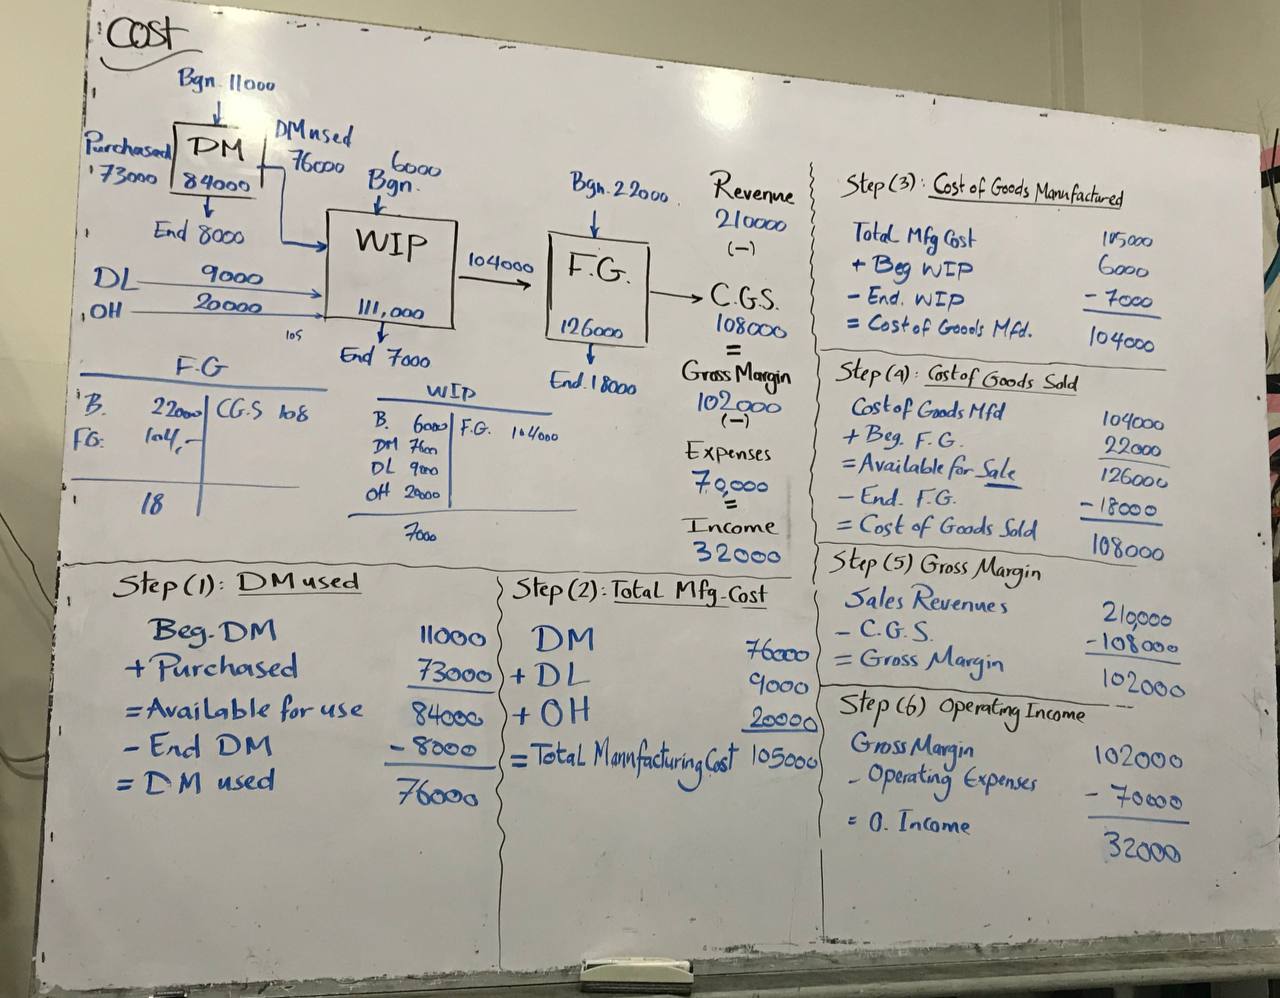 Cost
Bgn. 11000
Purchased
73000
DM
84000
DM used
76000
End 8000
6000
Bgn.
WIP
111,000
End 7000
DL 9000
OH 20000
105
104000
Bgn. 22000
F.G.
126000
End. 18000
Revenue
210000
(-)
C.G.S.
108000
=
Gross Margin
102000
(-)
Expenses
70,000
=
Income
32000
F.G
B. 22000 CGS 108
FG. 104,-
18
WIP
B. 6000 F.G. 104000
DM 7600
DL 9000
OH 20000
7000
Step (1): DM used
Beg. DM 11000
+ Purchased 73000
= Available for use 84000
- End DM - 8000
= DM used 76000
Step (2): Total Mfg. Cost
DM 76000
+ DL 9000
+ OH 20000
= Total Mannfacturing Cost 105000
Step (3): Cost of Goods Manufactured
Total Mfg Cost 105000
+ Beg WIP 6000
- End. WIP - 7000
= Cost of Goods Mfd. 104000
Step (4): Cost of Goods Sold
Cost of Goods Mfd 104000
+ Beg. F.G. 22000
= Available for Sale 126000
- End. F.G. - 18000
= Cost of Goods Sold 108000
Step (5) Gross Margin
Sales Revenues 210,000
- C.G.S. - 108000
= Gross Margin 102000
Step (6) Operating Income
Gross Margin 102000
- Operating Expenses - 70000
= O. Income 32000